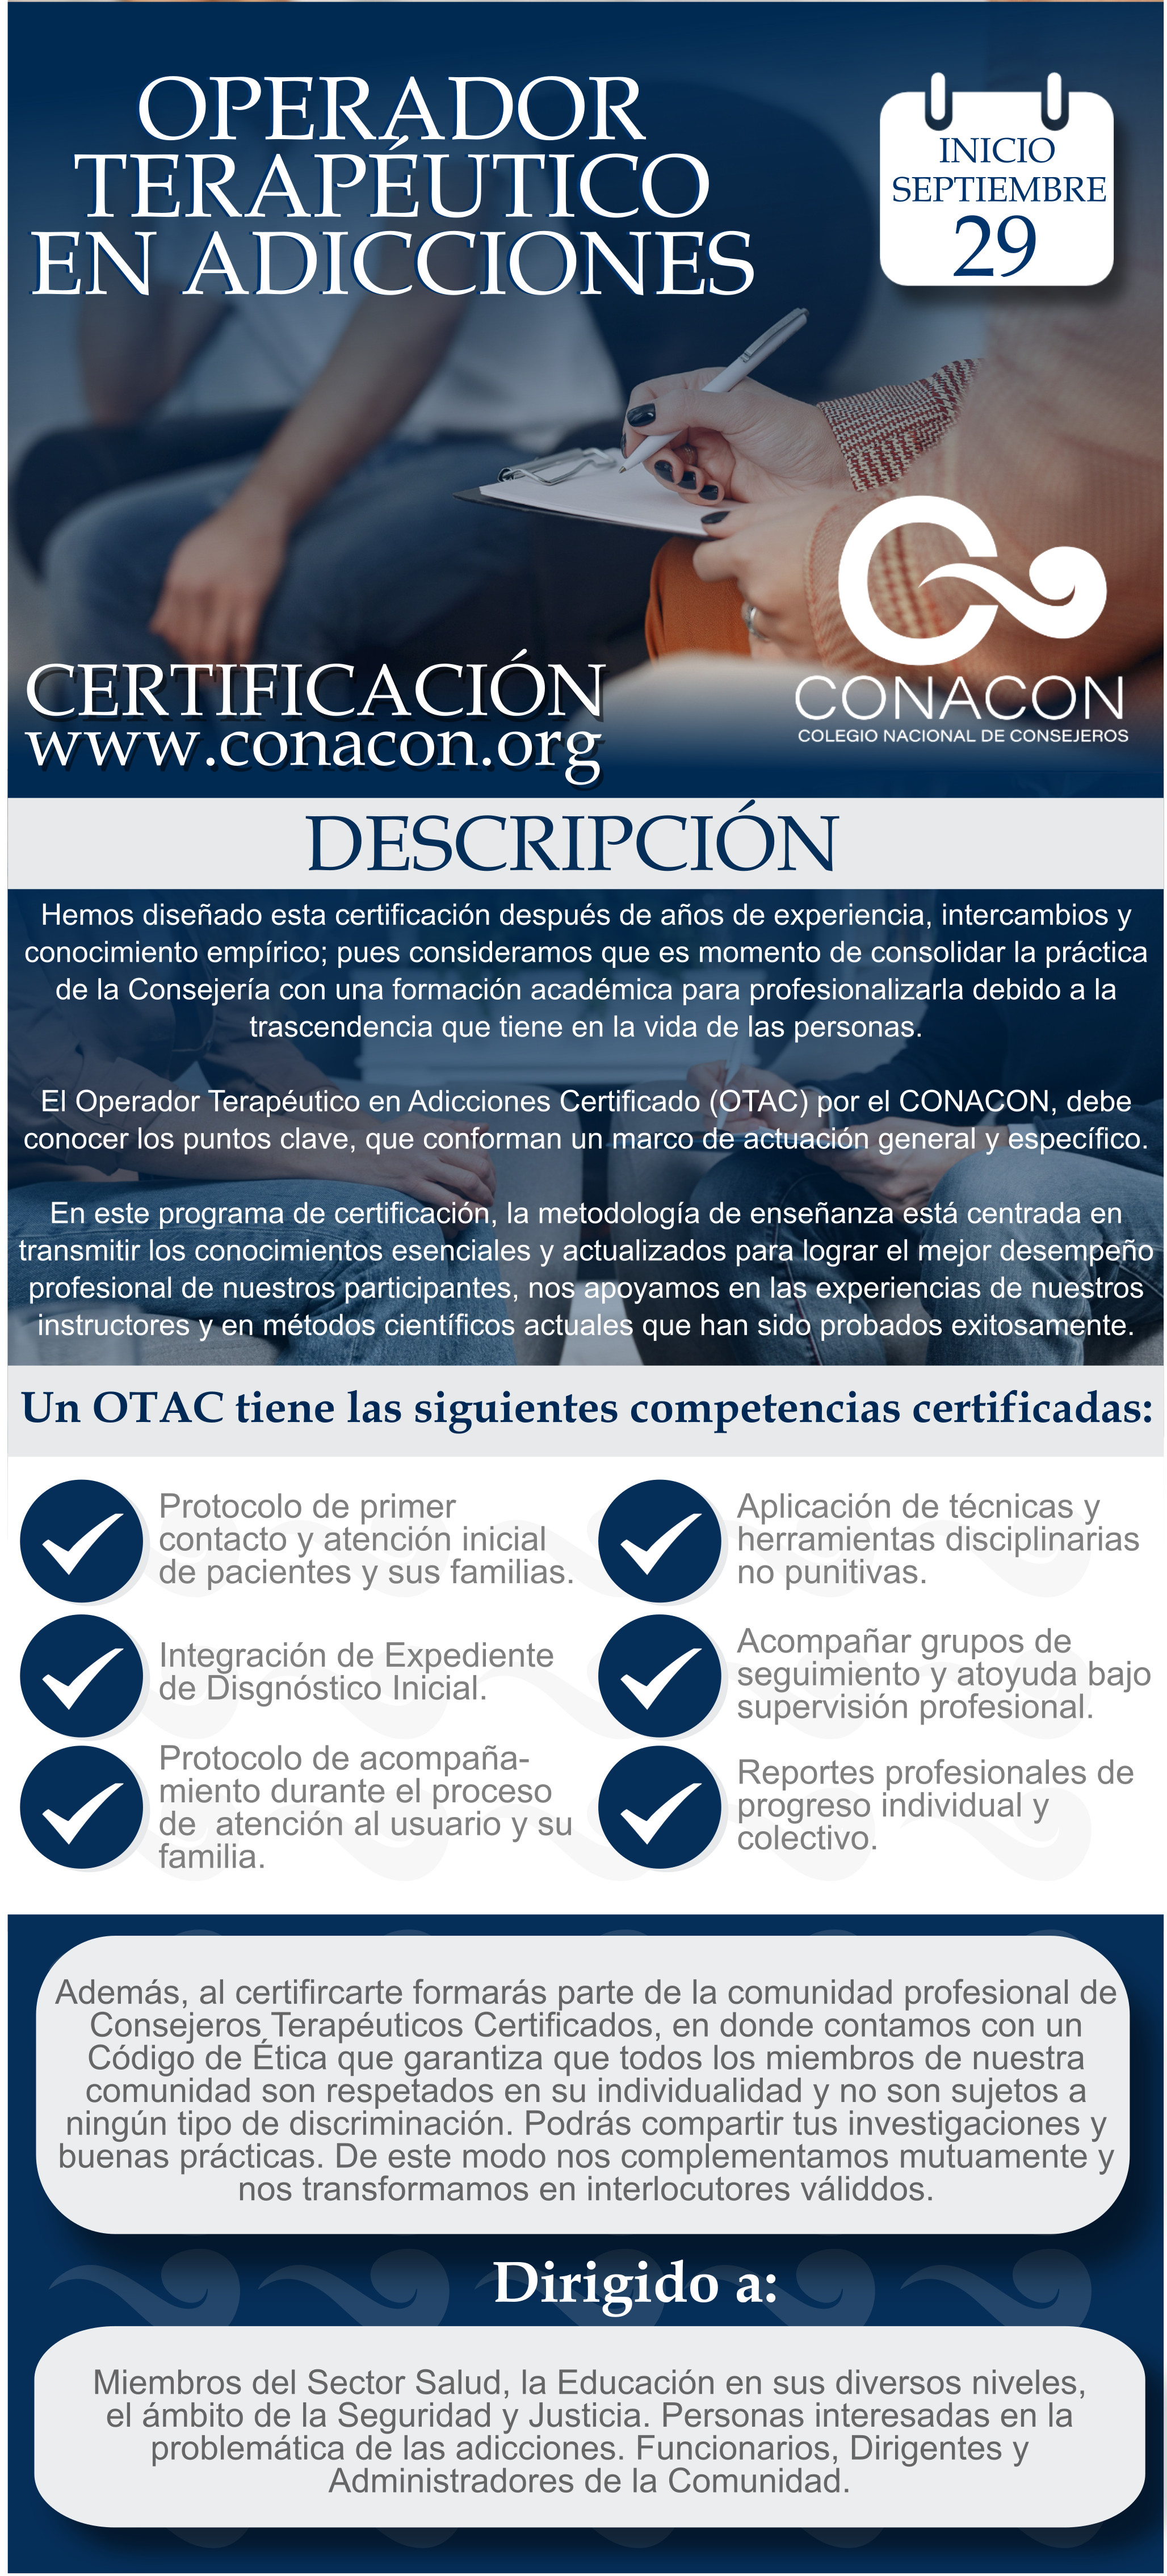 OPERADOR
TERAPÉUTICO
EN ADICCIONES
INICIO
SEPTIEMBRE
29
CERTIFICACIÓN
www.conacon.org
CONACON
COLEGIO NACIONAL DE CONSEJEROS
DESCRIPCIÓN
Hemos diseñado esta certificación después de años de experiencia, intercambios y
conocimiento empírico; pues consideramos que es momento de consolidar la práctica
de la Consejería con una formación académica para profesionalizarla debido a la
trascendencia que tiene en la vida de las personas.
El Operador Terapéutico en Adicciones Certificado (OTAC) por el CONACON, debe
conocer los puntos clave, que conforman un marco de actuación general y específico.
En este programa de certificación, la metodología de enseñanza está centrada en
transmitir los conocimientos esenciales y actualizados para lograr el mejor desempeño
profesional de nuestros participantes, nos apoyamos en las experiencias de nuestros
instructores y en métodos científicos actuales que han sido probados exitosamente.
Un OTAC tiene las siguientes competencias certificadas:
Protocolo de primer
contacto y atención inicial
de pacientes y sus familias.
Integración de Expediente
de Disgnóstico Inicial.
Protocolo de acompaña-
miento durante el proceso
de atención al usuario y su
familia.
Aplicación de técnicas y
herramientas disciplinarias
no punitivas.
Acompañar grupos de
seguimiento y atoyuda bajo
supervisión profesional.
Reportes profesionales de
progreso individual y
colectivo.
Además, al certifircarte formarás parte de la comunidad profesional de
Consejeros Terapéuticos Certificados, en donde contamos con un
Código de Ética que garantiza que todos los miembros de nuestra
comunidad son respetados en su individualidad y no son sujetos a
ningún tipo de discriminación. Podrás compartir tus investigaciones y
buenas prácticas. De este modo nos complementamos mutuamente y
nos transformamos en interlocutores váliddos.
Dirigido a:
Miembros del Sector Salud, la Educación en sus diversos niveles,
el ámbito de la Seguridad y Justicia. Personas interesadas en la
problemática de las adicciones. Funcionarios, Dirigentes y
Administradores de la Comunidad.